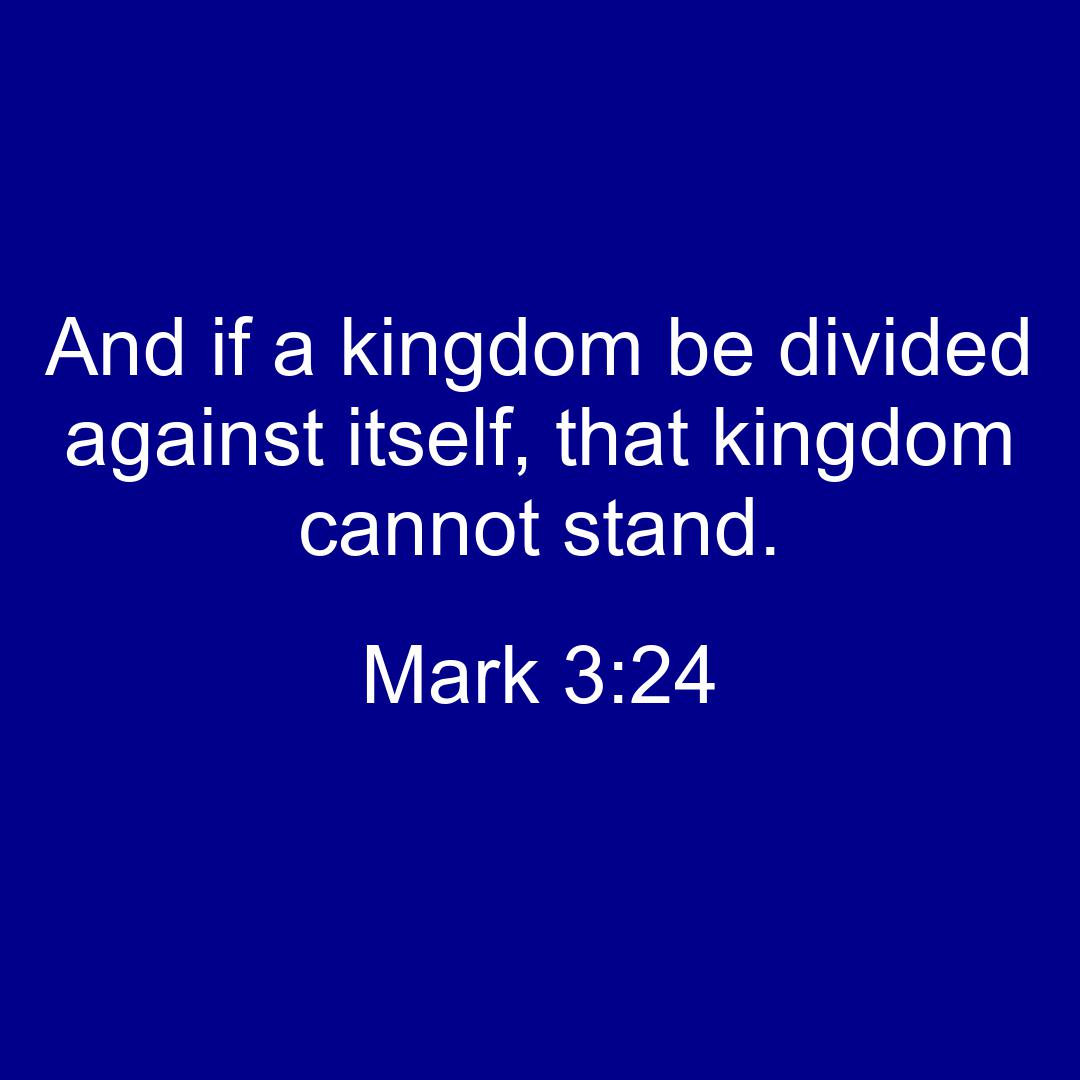 And if a kingdom be divided
against itself, that kingdom
cannot stand.
Mark 3:24